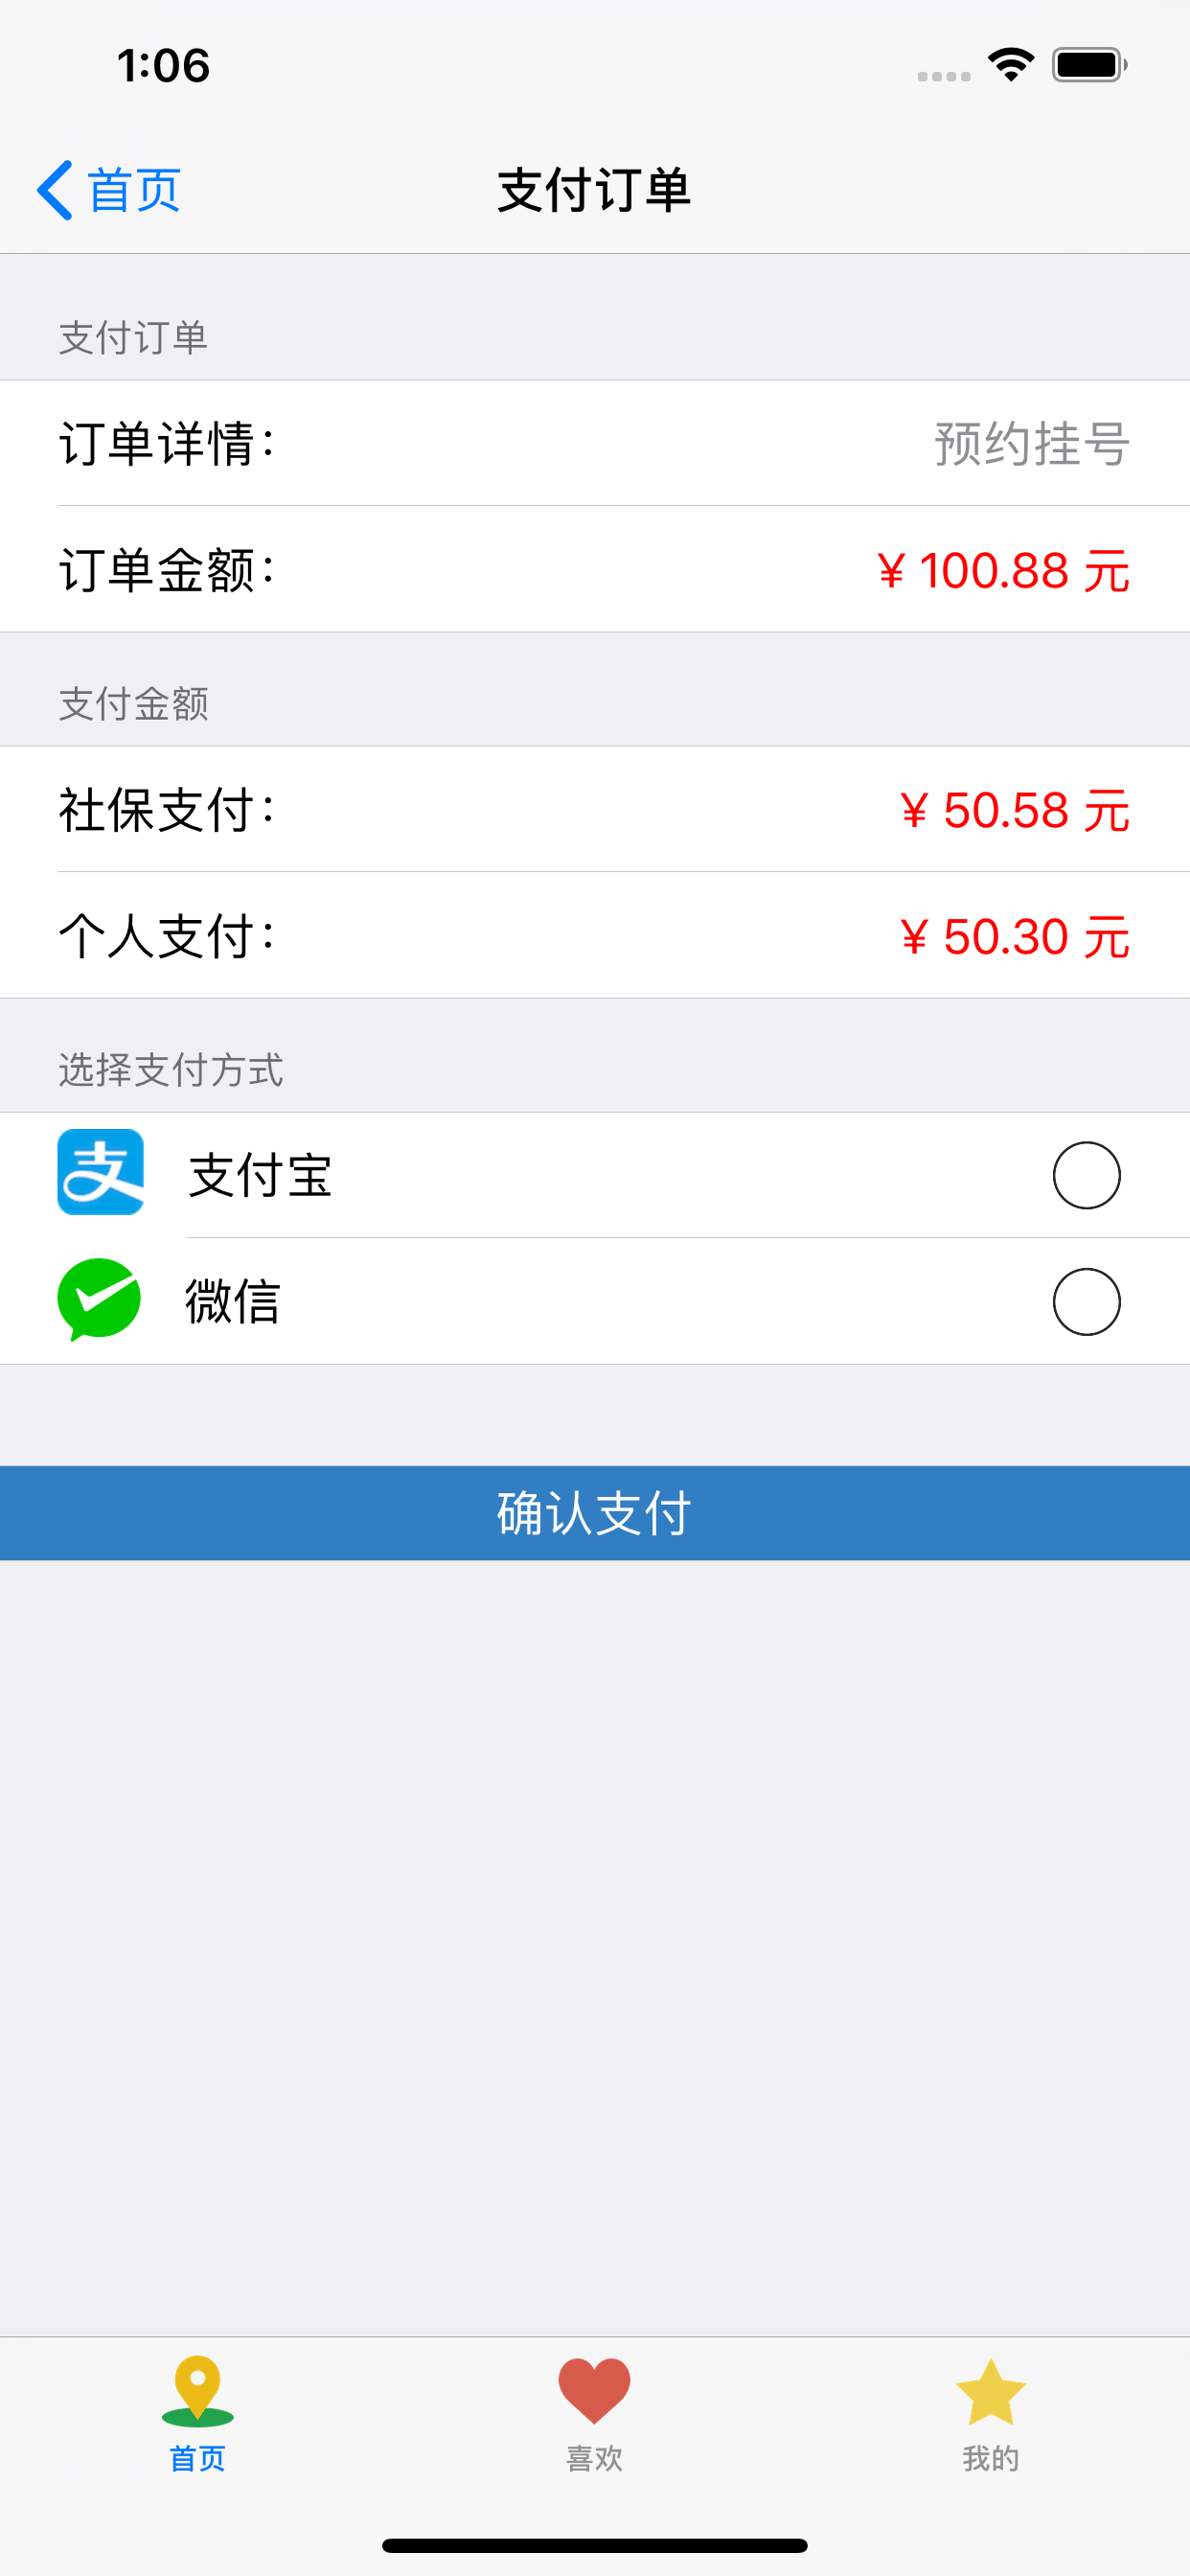 1:06
首页
支付订单
支付订单
订单详情：
预约挂号
订单金额：
¥ 100.88 元
支付金额
社保支付：
¥ 50.58 元
个人支付：
¥ 50.30 元
选择支付方式
支
支付宝
微信
确认支付
首页
喜欢
我的